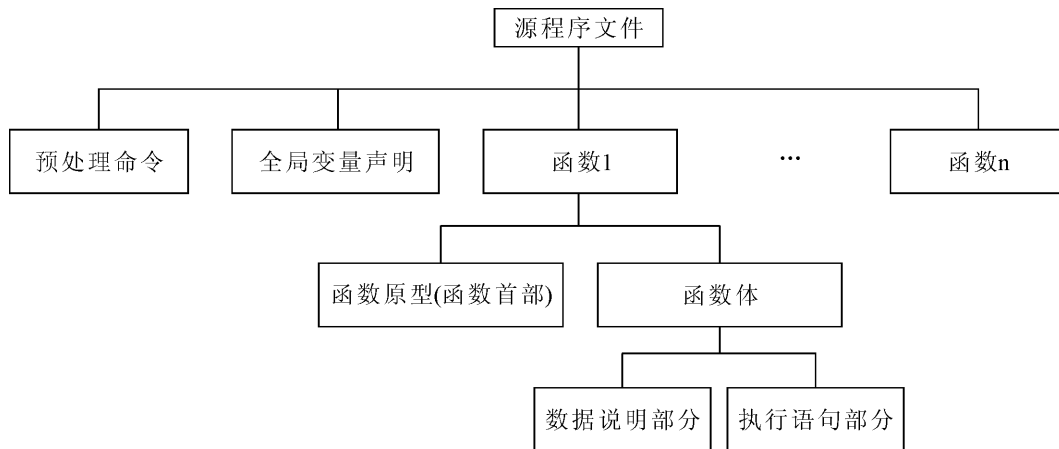 源程序文件
预处理命令
全局变量声明
函数1
...
函数n
函数原型(函数首部)
函数体
数据说明部分
执行语句部分